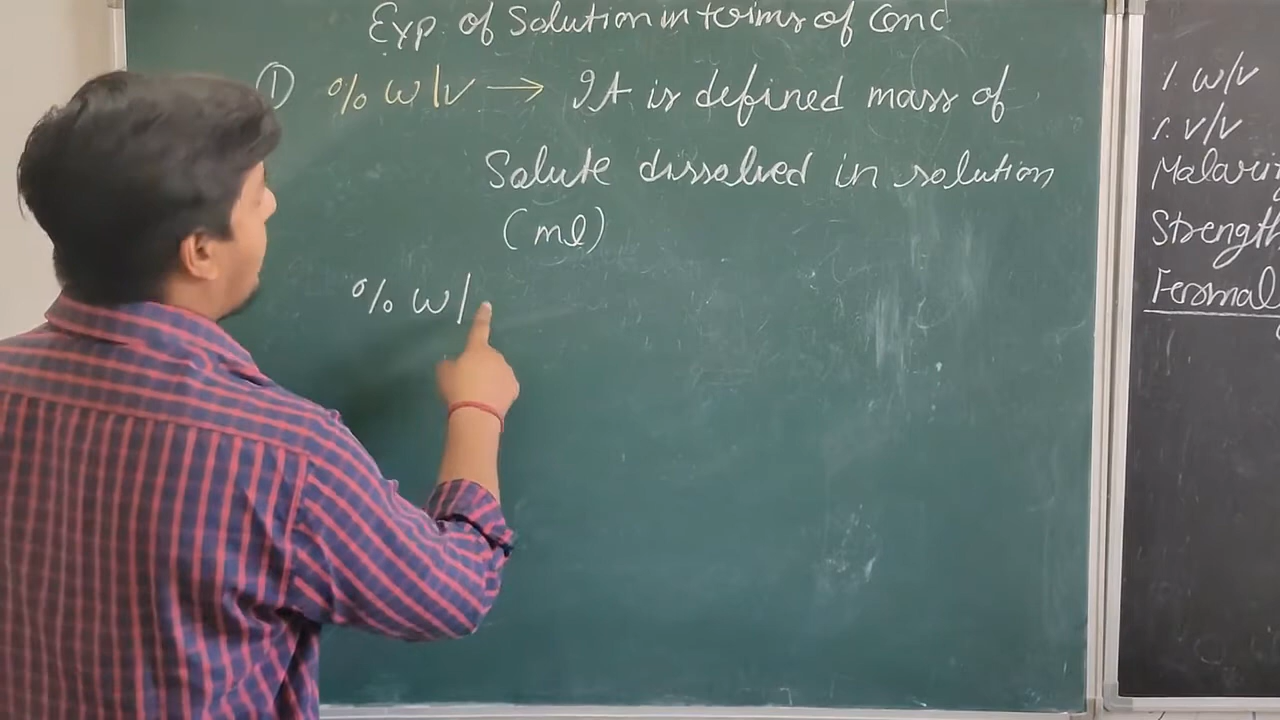 Exp. of Solution in terms of Conc
① % w/v → It is defined mass of
Solute dissolved in solution
(ml)
% w/
% w/v
% v/v
Strength
Formal